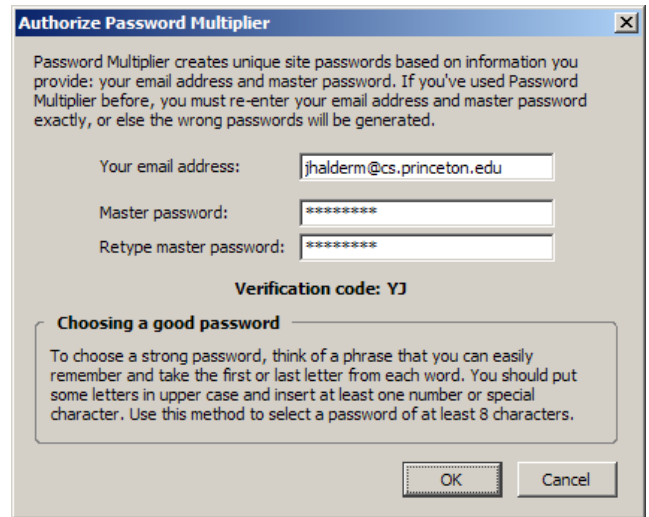 Authorize Password Multiplier
Password Multiplier creates unique site passwords based on information you
provide: your email address and master password. If you've used Password
Multiplier before, you must re-enter your email address and master password
exactly, or else the wrong passwords will be generated.
Your email address: jhalderm@cs.princeton.edu
Master password: ********
Retype master password: ********
Verification code: YJ
Choosing a good password
To choose a strong password, think of a phrase that you can easily
remember and take the first or last letter from each word. You should put
some letters in upper case and insert at least one number or special
character. Use this method to select a password of at least 8 characters.
OK Cancel